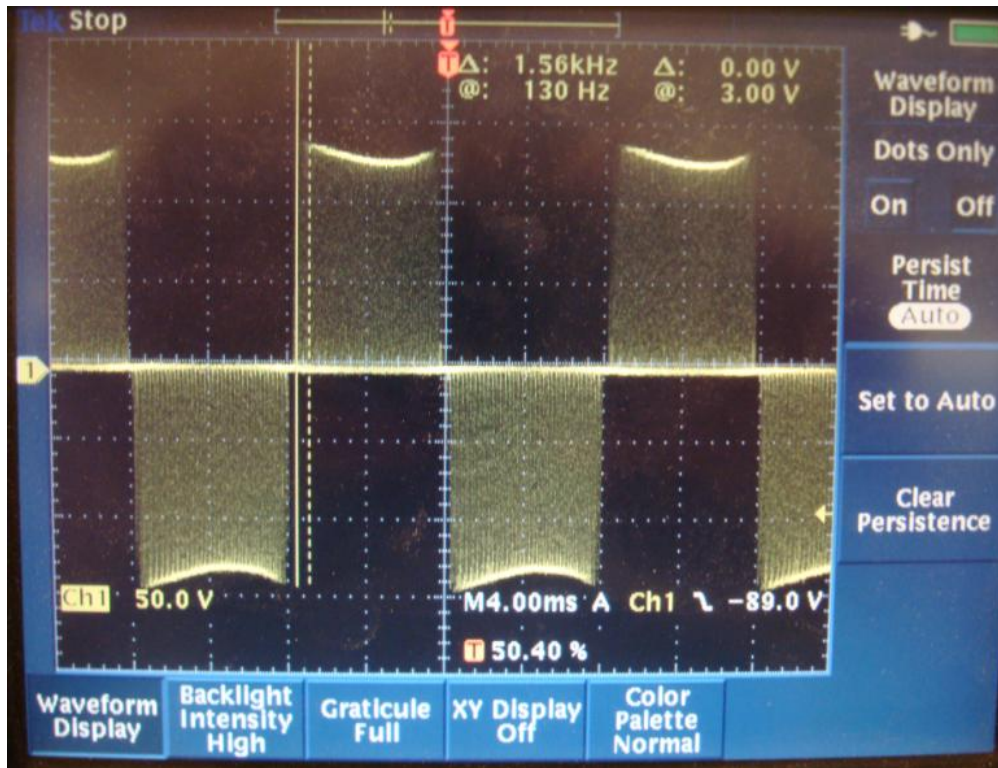 Tek Stop
T
T
Δ: 1.56kHz Δ: 0.00 V
@: 130 Hz @: 3.00 V
Waveform
Display
Dots Only
On Off
Persist
Time
Auto
1
Set to Auto
Clear
Persistence
Ch1 50.0 V M4.00ms A Ch1 -89.0 V
T 50.40 %
Waveform
Display
Backlight
Intensity
High
Graticule
Full
XY Display
Off
Color
Palette
Normal